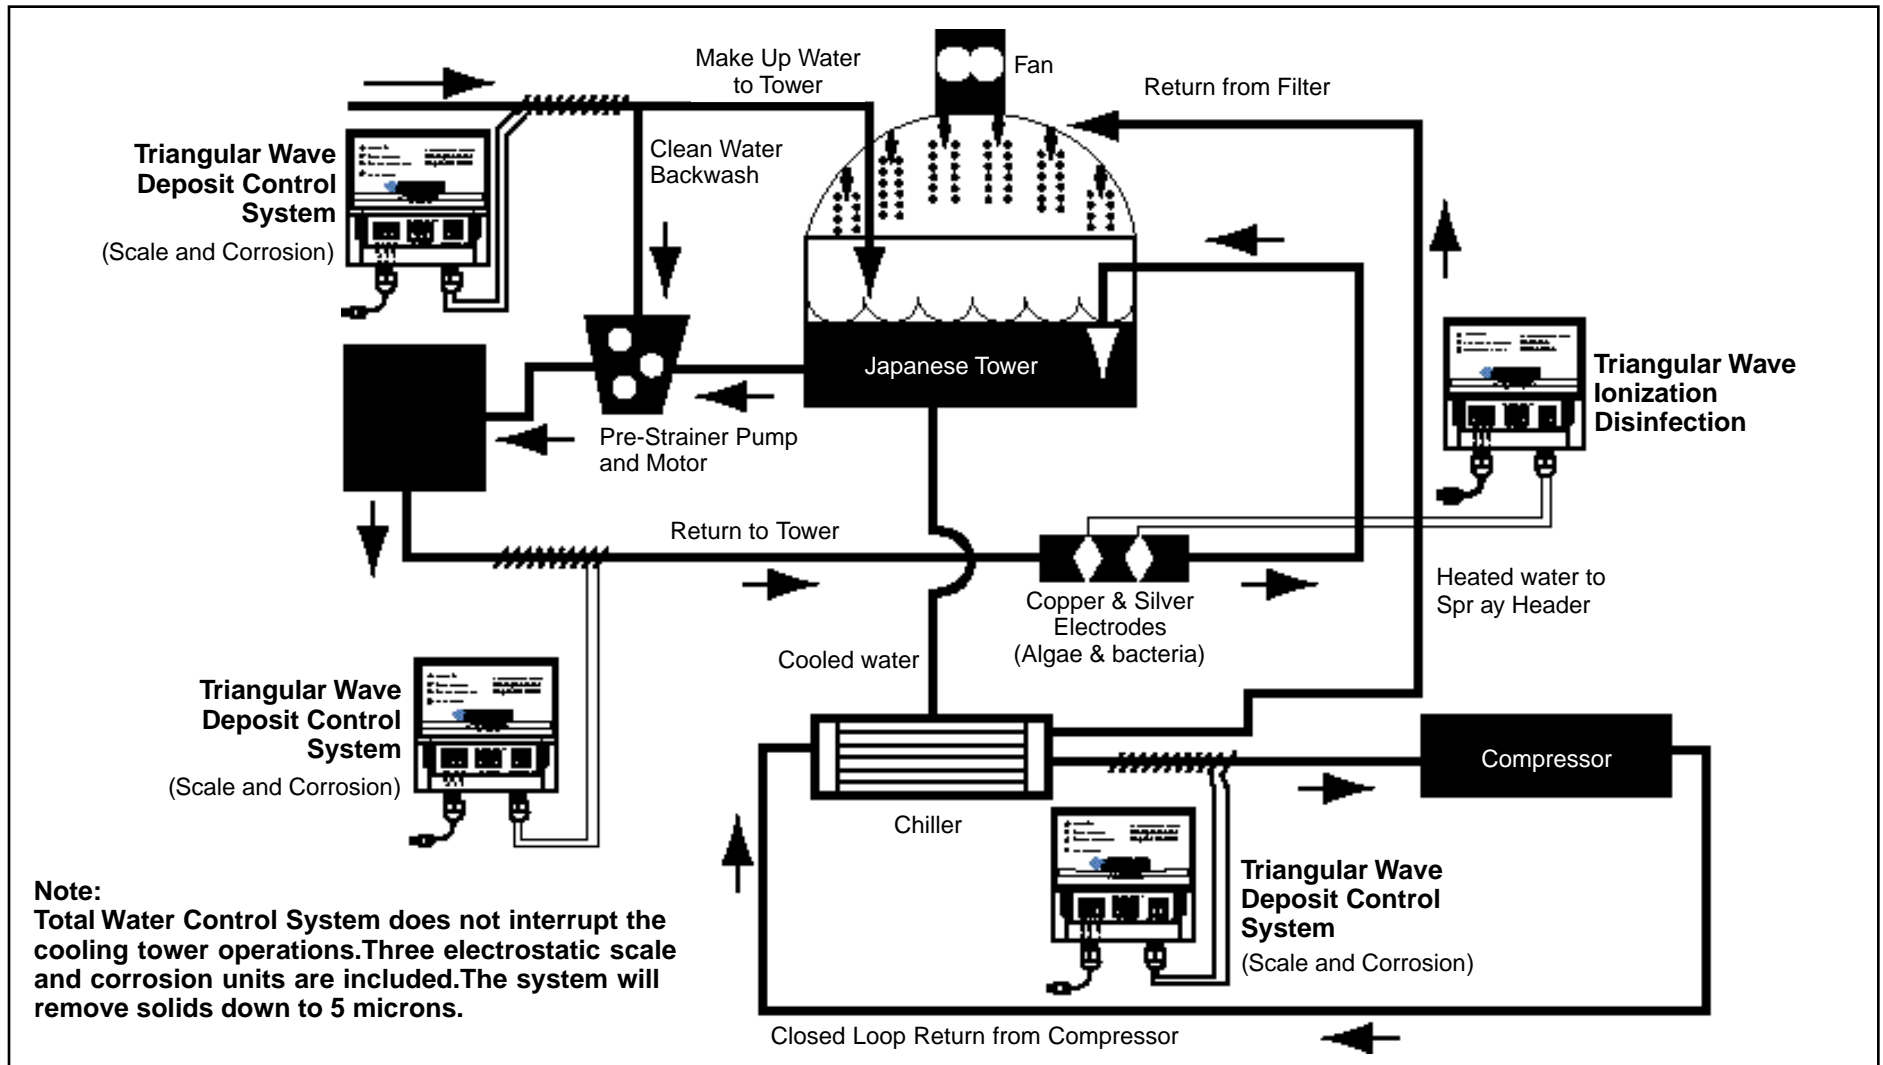 Make Up Water
to Tower
Fan
Return from Filter
Triangular Wave
Deposit Control
System
(Scale and Corrosion)
Clean Water
Backwash
Japanese Tower
Pre-Strainer Pump
and Motor
Triangular Wave
Ionization
Disinfection
Return to Tower
Copper & Silver
Electrodes
(Algae & bacteria)
Heated water to
Spr ay Header
Cooled water
Triangular Wave
Deposit Control
System
(Scale and Corrosion)
Chiller
Compressor
Triangular Wave
Deposit Control
System
(Scale and Corrosion)
Note:
Total Water Control System does not interrupt the
cooling tower operations.Three electrostatic scale
and corrosion units are included.The system will
remove solids down to 5 microns.
Closed Loop Return from Compressor